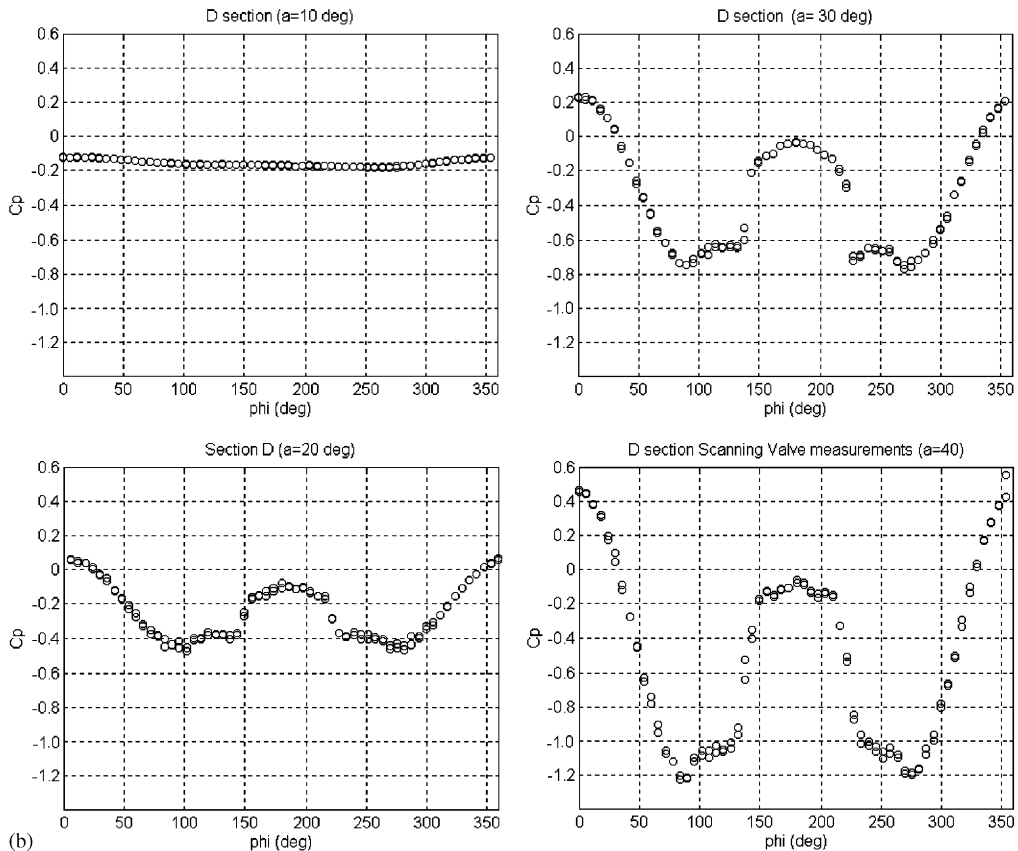 D section (a=10 deg)
0.6
0.4
0.2
0
-0.2
-0.4
-0.6
-0.8
-1.0
-1.2
Cp
0 50 100 150 200 250 300 350
phi (deg)
D section (a= 30 deg)
0.6
0.4
0.2
0
-0.2
-0.4
-0.6
-0.8
-1.0
-1.2
Cp
0 50 100 150 200 250 300 350
phi (deg)
Section D (a=20 deg)
0.6
0.4
0.2
0
-0.2
-0.4
-0.6
-0.8
-1.0
-1.2
Cp
0 50 100 150 200 250 300 350
phi (deg)
D section Scanning Valve measurements (a=40)
0.6
0.4
0.2
0
-0.2
-0.4
-0.6
-0.8
-1.0
-1.2
Cp
0 50 100 150 200 250 300 350
phi (deg)
(b)